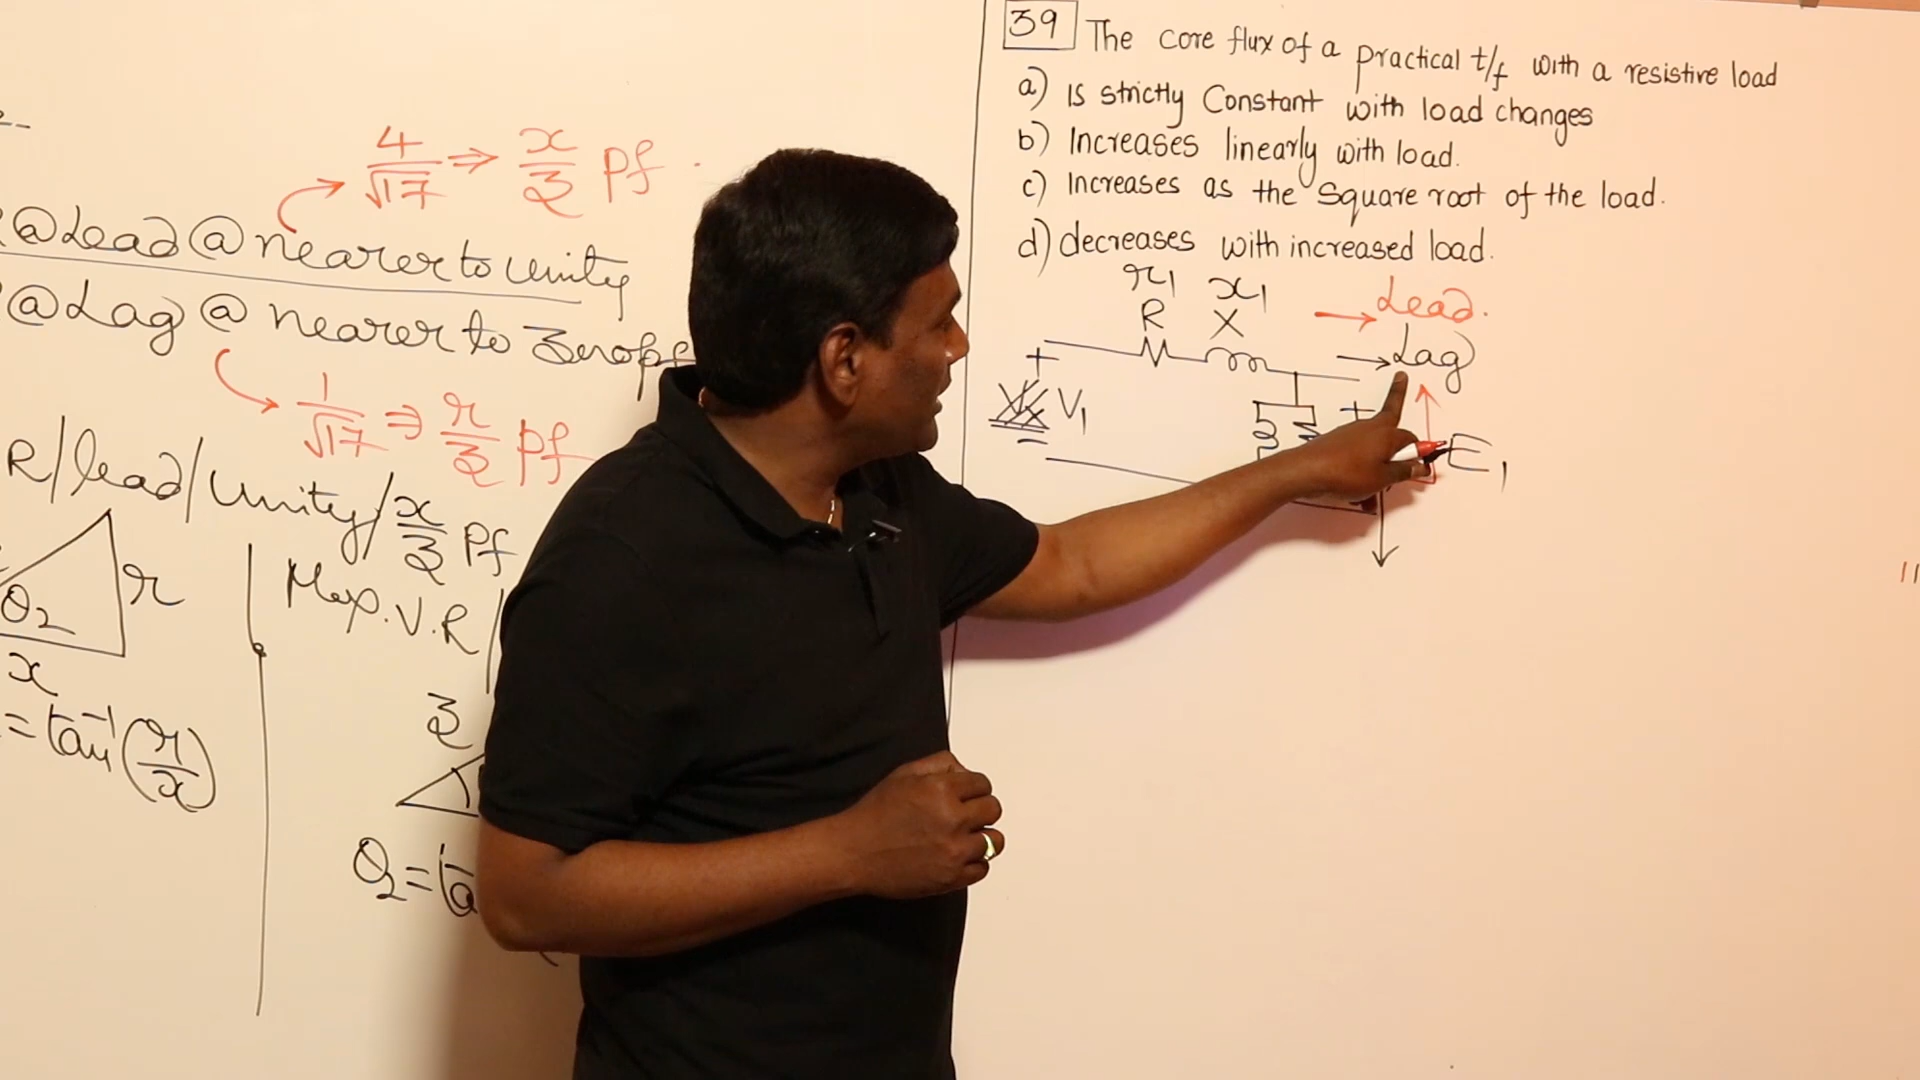 4/√17 ⇒ x/z pf
@Lead @ nearer to unity
@Lag @ nearer to Zeropf
1/√17 ⇒ r/z pf
R/lead/unity/x/z pf
θ2
r
x
= tan⁻¹(r/x)
Max.V.R/
z
θ2 =
39 The core flux of a practical t/f with a resistive load
a) is strictly Constant with load changes
b) Increases linearly with load.
c) Increases as the Square root of the load.
d) decreases with increased load.
r1 x1
R X
→ Lead.
→ Lag
+ V1
+
E1
11